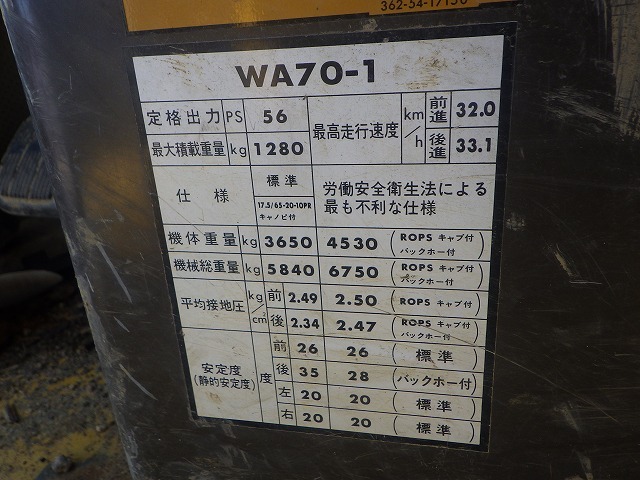 362-54-17150
WA70-1
定格出力 PS 56
最大積載重量 kg 1280
最高走行速度 km/h 前進 32.0
後進 33.1
仕様 標準
17.5/65-20-10PR
キャノピ付
労働安全衛生法による
最も不利な仕様
機体重量 kg 3650 4530 (ROPS キャブ付
バックホー付)
機械総重量 kg 5840 6750 (ROPS キャブ付
バックホー付)
平均接地圧 kg/cm² 前 2.49 2.50 (ROPS キャブ付)
後 2.34 2.47 (ROPS キャブ付
バックホー付)
安定度
(静的安定度)
度 前 26 26 (標準)
後 35 28 (バックホー付)
左 20 20 (標準)
右 20 20 (標準)